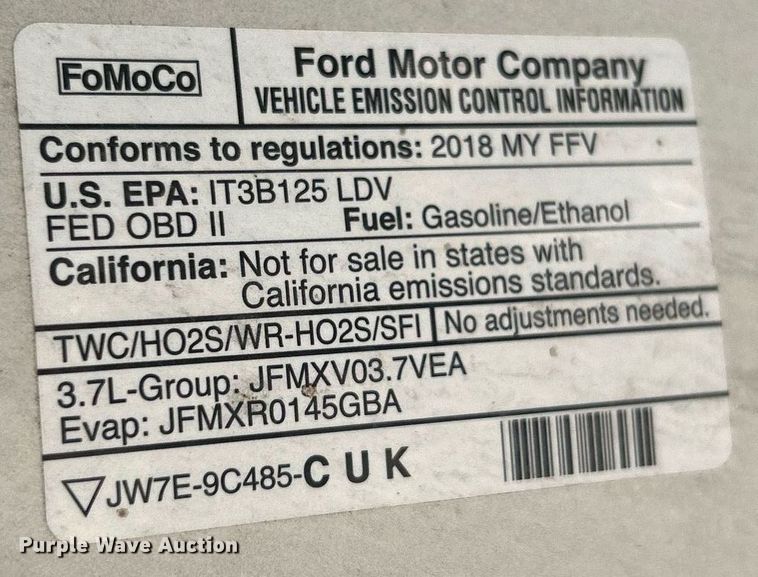 FoMoCo
Ford Motor Company
VEHICLE EMISSION CONTROL INFORMATION
Conforms to regulations: 2018 MY FFV
U.S. EPA: IT3B125 LDV
FED OBD II Fuel: Gasoline/Ethanol
California: Not for sale in states with
California emissions standards.
TWC/HO2S/WR-HO2S/SFI No adjustments needed.
3.7L-Group: JFMXV03.7VEA
Evap: JFMXR0145GBA
JW7E-9C485-C U K
Purple Wave Auction